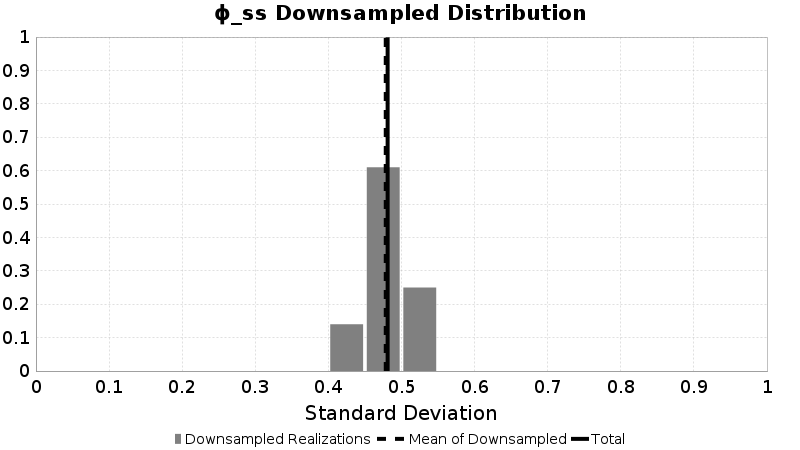 ϕ_ss Downsampled Distribution
1
0.9
0.8
0.7
0.6
0.5
0.4
0.3
0.2
0.1
0
0 0.1 0.2 0.3 0.4 0.5 0.6 0.7 0.8 0.9 1
Standard Deviation
Downsampled Realizations Mean of Downsampled Total